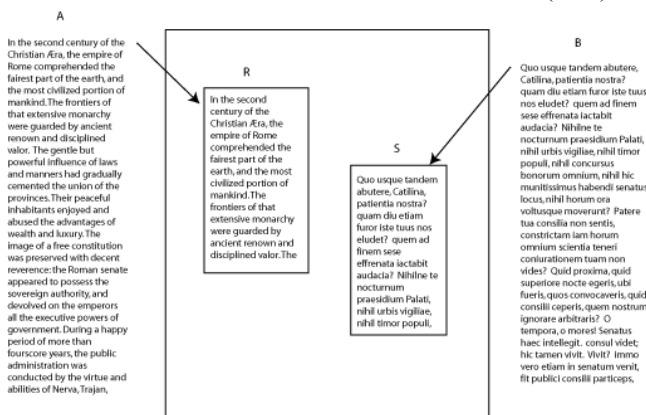 A
In the second century of the
Christian Æra, the empire of
Rome comprehended the
fairest part of the earth, and
the most civilized portion of
mankind. The frontiers of
that extensive monarchy
were guarded by ancient
renown and disciplined
valor. The gentle but
powerful influence of laws
and manners had gradually
cemented the union of the
provinces. Their peaceful
inhabitants enjoyed and
abused the advantages of
wealth and luxury. The
image of a free constitution
was preserved with decent
reverence: the Roman senate
appeared to possess the
sovereign authority, and
devolved on the emperors
all the executive powers of
government. During a happy
period of more than
fourscore years, the public
administration was
conducted by the virtue and
abilities of Nerva, Trajan,
R
In the second
century of the
Christian Æra, the
empire of Rome
comprehended the
fairest part of the
earth, and the most
civilized portion of
mankind. The
frontiers of that
extensive monarchy
were guarded by
ancient renown and
disciplined valor. The
S
Quo usque tandem
abutere, Catilina,
patientia nostra?
quam diu etiam
furor iste tuus nos
eludet? quem ad
finem sese
effrenata iactabit
audacia? Nihilne te
nocturnum
praesidium Palati,
nihil urbis vigiliae,
nihil timor populi,
B
Quo usque tandem abutere,
Catilina, patientia nostra?
quam diu etiam furor iste tuus
nos eludet? quem ad finem
sese effrenata iactabit
audacia? Nihilne te
nocturnum praesidium Palati,
nihil urbis vigiliae, nihil timor
populi, nihil concursus
bonorum omnium, nihil hic
munitissimus habendi senatus
locus, nihil horum ora
voltusque moverunt? Patere
tua consilia non sentis,
constrictam iam horum
omnium scientia teneri
coniurationem tuam non
vides? Quid proxima, quid
superiore nocte egeris, ubi
fueris, quos convocaveris, quid
consilii ceperis, quem nostrum
ignorare arbitraris? O
tempora, o mores! Senatus
haec intellegit. consul videt;
hic tamen vivit. Vivit? immo
vero etiam in senatum venit,
fit publici consilii particeps,